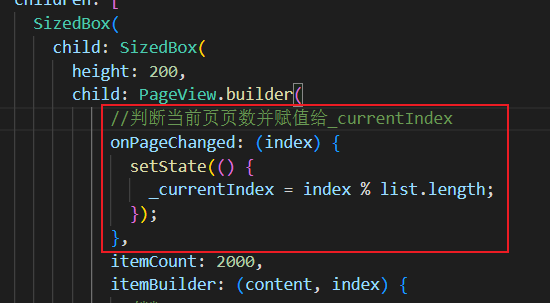 children: [
SizedBox(
child: SizedBox(
height: 200,
child: PageView.builder(
//判断当前页页数并赋值给_currentIndex
onPageChanged: (index) {
setState(() {
_currentIndex = index % list.length;
});
},
itemCount: 2000,
itemBuilder: (content, index) {